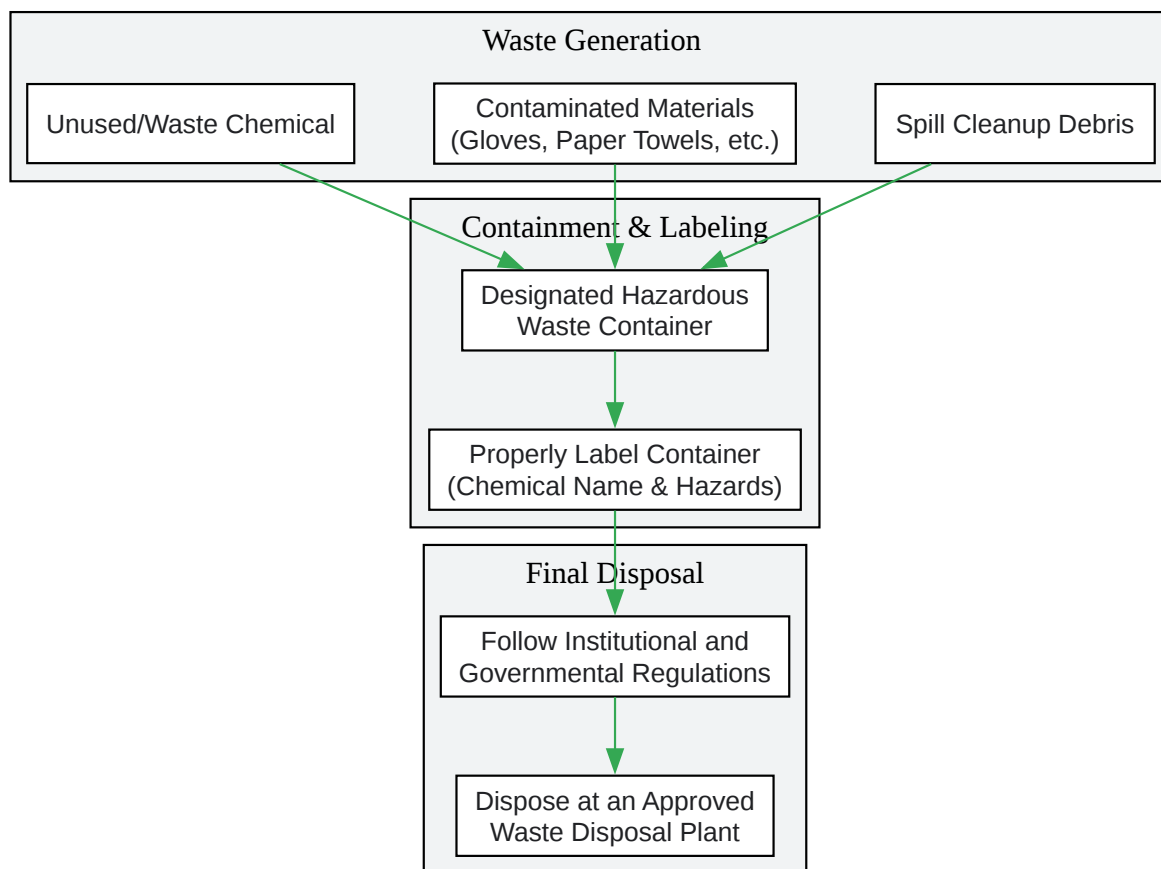 Waste Generation
Unused/Waste Chemical
Contaminated Materials
(Gloves, Paper Towels, etc.)
Spill Cleanup Debris
Containment & Labeling
Designated Hazardous
Waste Container
Properly Label Container
(Chemical Name & Hazards)
Final Disposal
Follow Institutional and
Governmental Regulations
Dispose at an Approved
Waste Disposal Plant